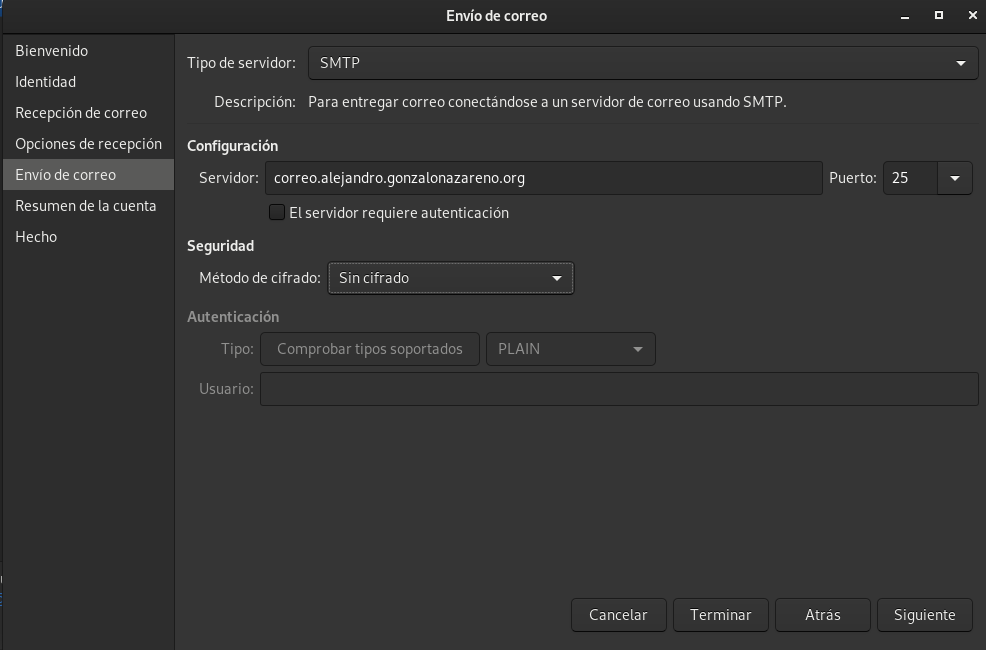 Envío de correo
Bienvenido
Identidad
Recepción de correo
Opciones de recepción
Envío de correo
Resumen de la cuenta
Hecho
Tipo de servidor: SMTP
Descripción: Para entregar correo conectándose a un servidor de correo usando SMTP.
Configuración
Servidor: correo.alejandro.gonzalonazareno.org Puerto: 25
El servidor requiere autenticación
Seguridad
Método de cifrado: Sin cifrado
Autenticación
Tipo: Comprobar tipos soportados PLAIN
Usuario:
Cancelar Terminar Atrás Siguiente